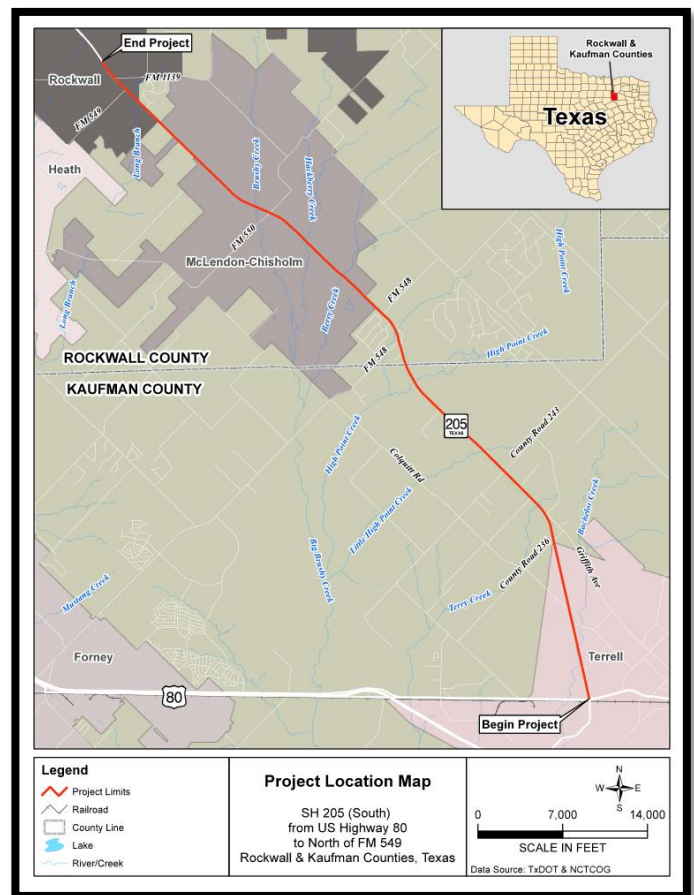 End Project
Rockwall
FM 1139
FM 549
Long Branch
Heath
Brushy Creek
Hackberry Creek
FM 550
McLendon-Chisholm
Long Branch
Berry Creek
FM 548
High Point Creek
ROCKWALL COUNTY
KAUFMAN COUNTY
FM 548
High Point Creek
205
TEXAS
County Road 243
High Point Creek
Colquitt Rd
Little High Point Creek
Bachelor Creek
Big Brushy Creek
County Road 236
Griffith Ave
Terry Creek
Mustang Creek
Forney
Terrell
80
Begin Project
Rockwall &
Kaufman Counties
Texas
Legend
Project Limits
Railroad
County Line
Lake
River/Creek
Project Location Map
SH 205 (South)
from US Highway 80
to North of FM 549
Rockwall & Kaufman Counties, Texas
N
W E
S
0 7,000 14,000
SCALE IN FEET
Data Source: TxDOT & NCTCOG